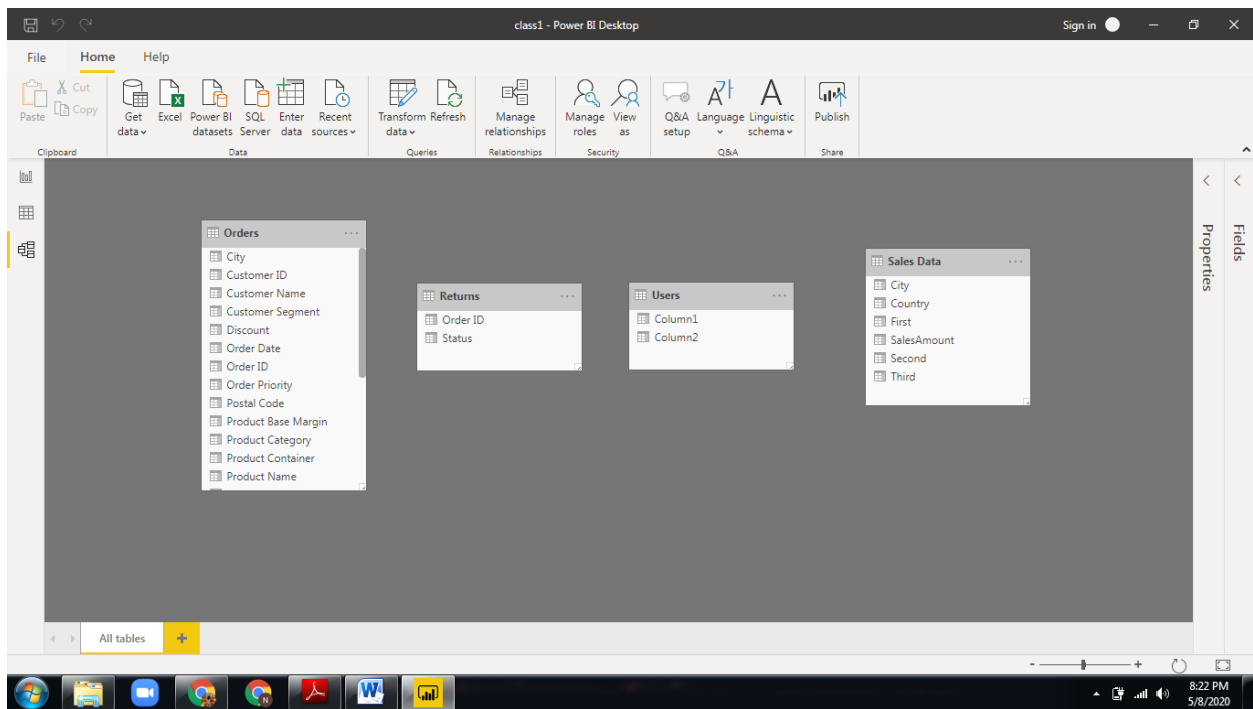 class1 - Power BI Desktop
Sign in
File Home Help
Paste
Cut
Copy
Clipboard
Get data
Excel
Power BI datasets
SQL Server
Enter data
Recent sources
Data
Transform data
Refresh
Queries
Manage relationships
Relationships
Manage roles
View as
Security
Q&A setup
Language
Linguistic schema
Q&A
Publish
Share
Orders
City
Customer ID
Customer Name
Customer Segment
Discount
Order Date
Order ID
Order Priority
Postal Code
Product Base Margin
Product Category
Product Container
Product Name
Returns
Order ID
Status
Users
Column1
Column2
Sales Data
City
Country
First
SalesAmount
Second
Third
Properties
Fields
All tables
8:22 PM
5/8/2020